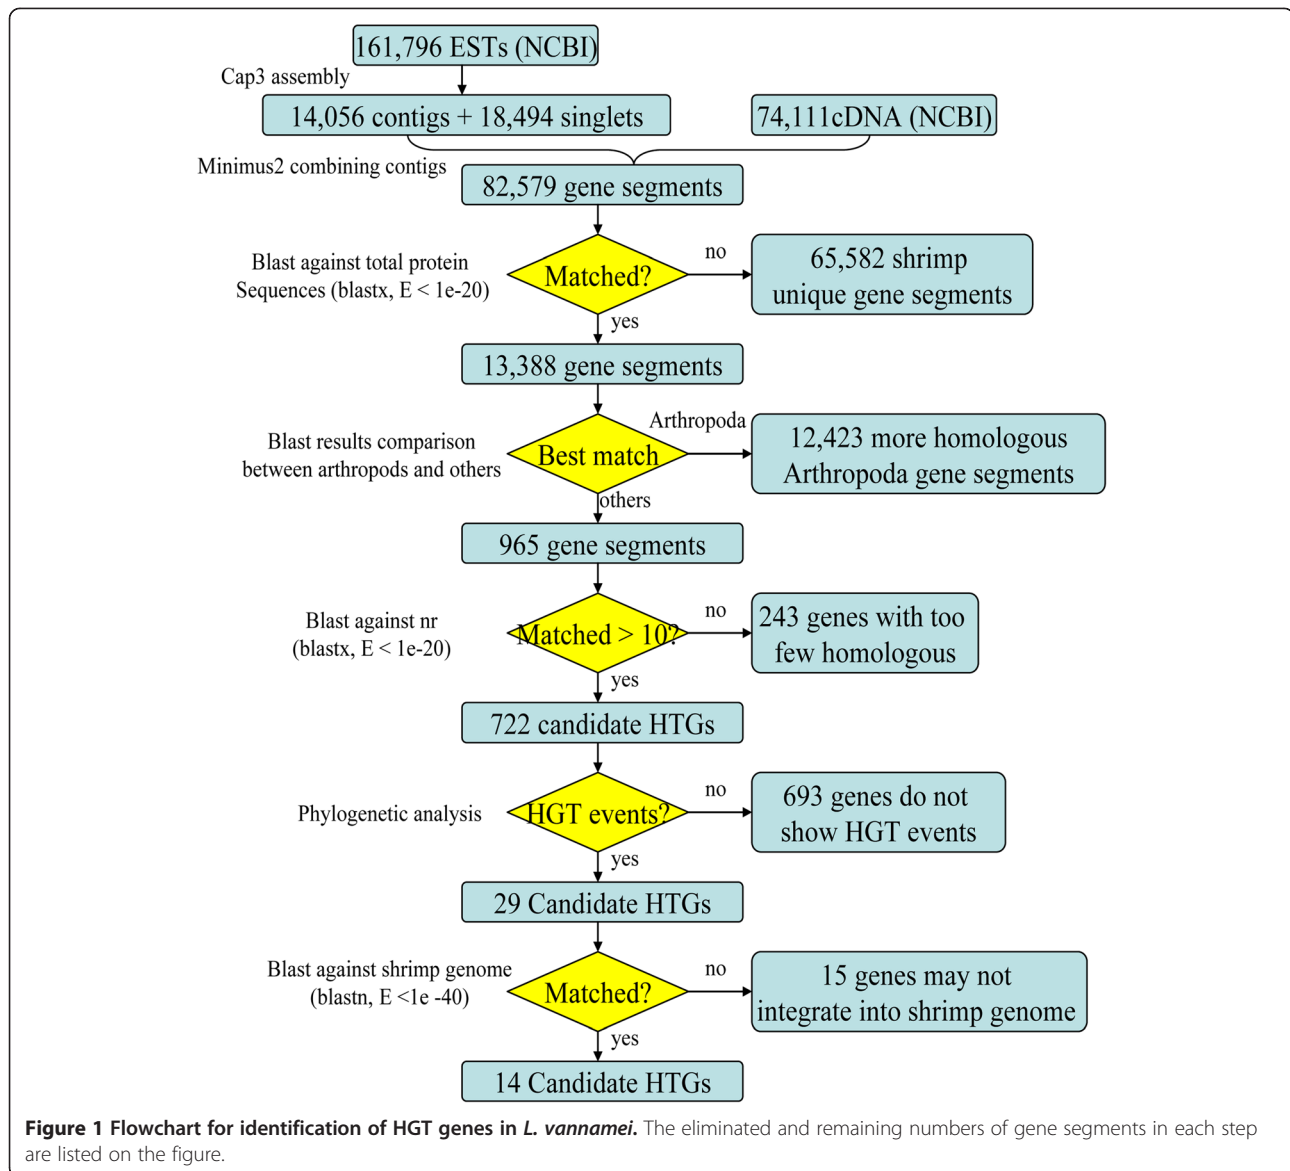 161,796 ESTs (NCBI)
Cap3 assembly
14,056 contigs + 18,494 singlets
74,111cDNA (NCBI)
Minimus2 combining contigs
82,579 gene segments
Blast against total protein
Sequences (blastx, E < 1e-20)
Matched?
no
65,582 shrimp
unique gene segments
yes
13,388 gene segments
Blast results comparison
between arthropods and others
Best match
Arthropoda
12,423 more homologous
Arthropoda gene segments
others
965 gene segments
Blast against nr
(blastx, E < 1e-20)
Matched > 10?
no
243 genes with too
few homologous
yes
722 candidate HTGs
Phylogenetic analysis
HGT events?
no
693 genes do not
show HGT events
yes
29 Candidate HTGs
Blast against shrimp genome
(blastn, E <1e -40)
Matched?
no
15 genes may not
integrate into shrimp genome
yes
14 Candidate HTGs
Figure 1 Flowchart for identification of HGT genes in L. vannamei. The eliminated and remaining numbers of gene segments in each step
are listed on the figure.